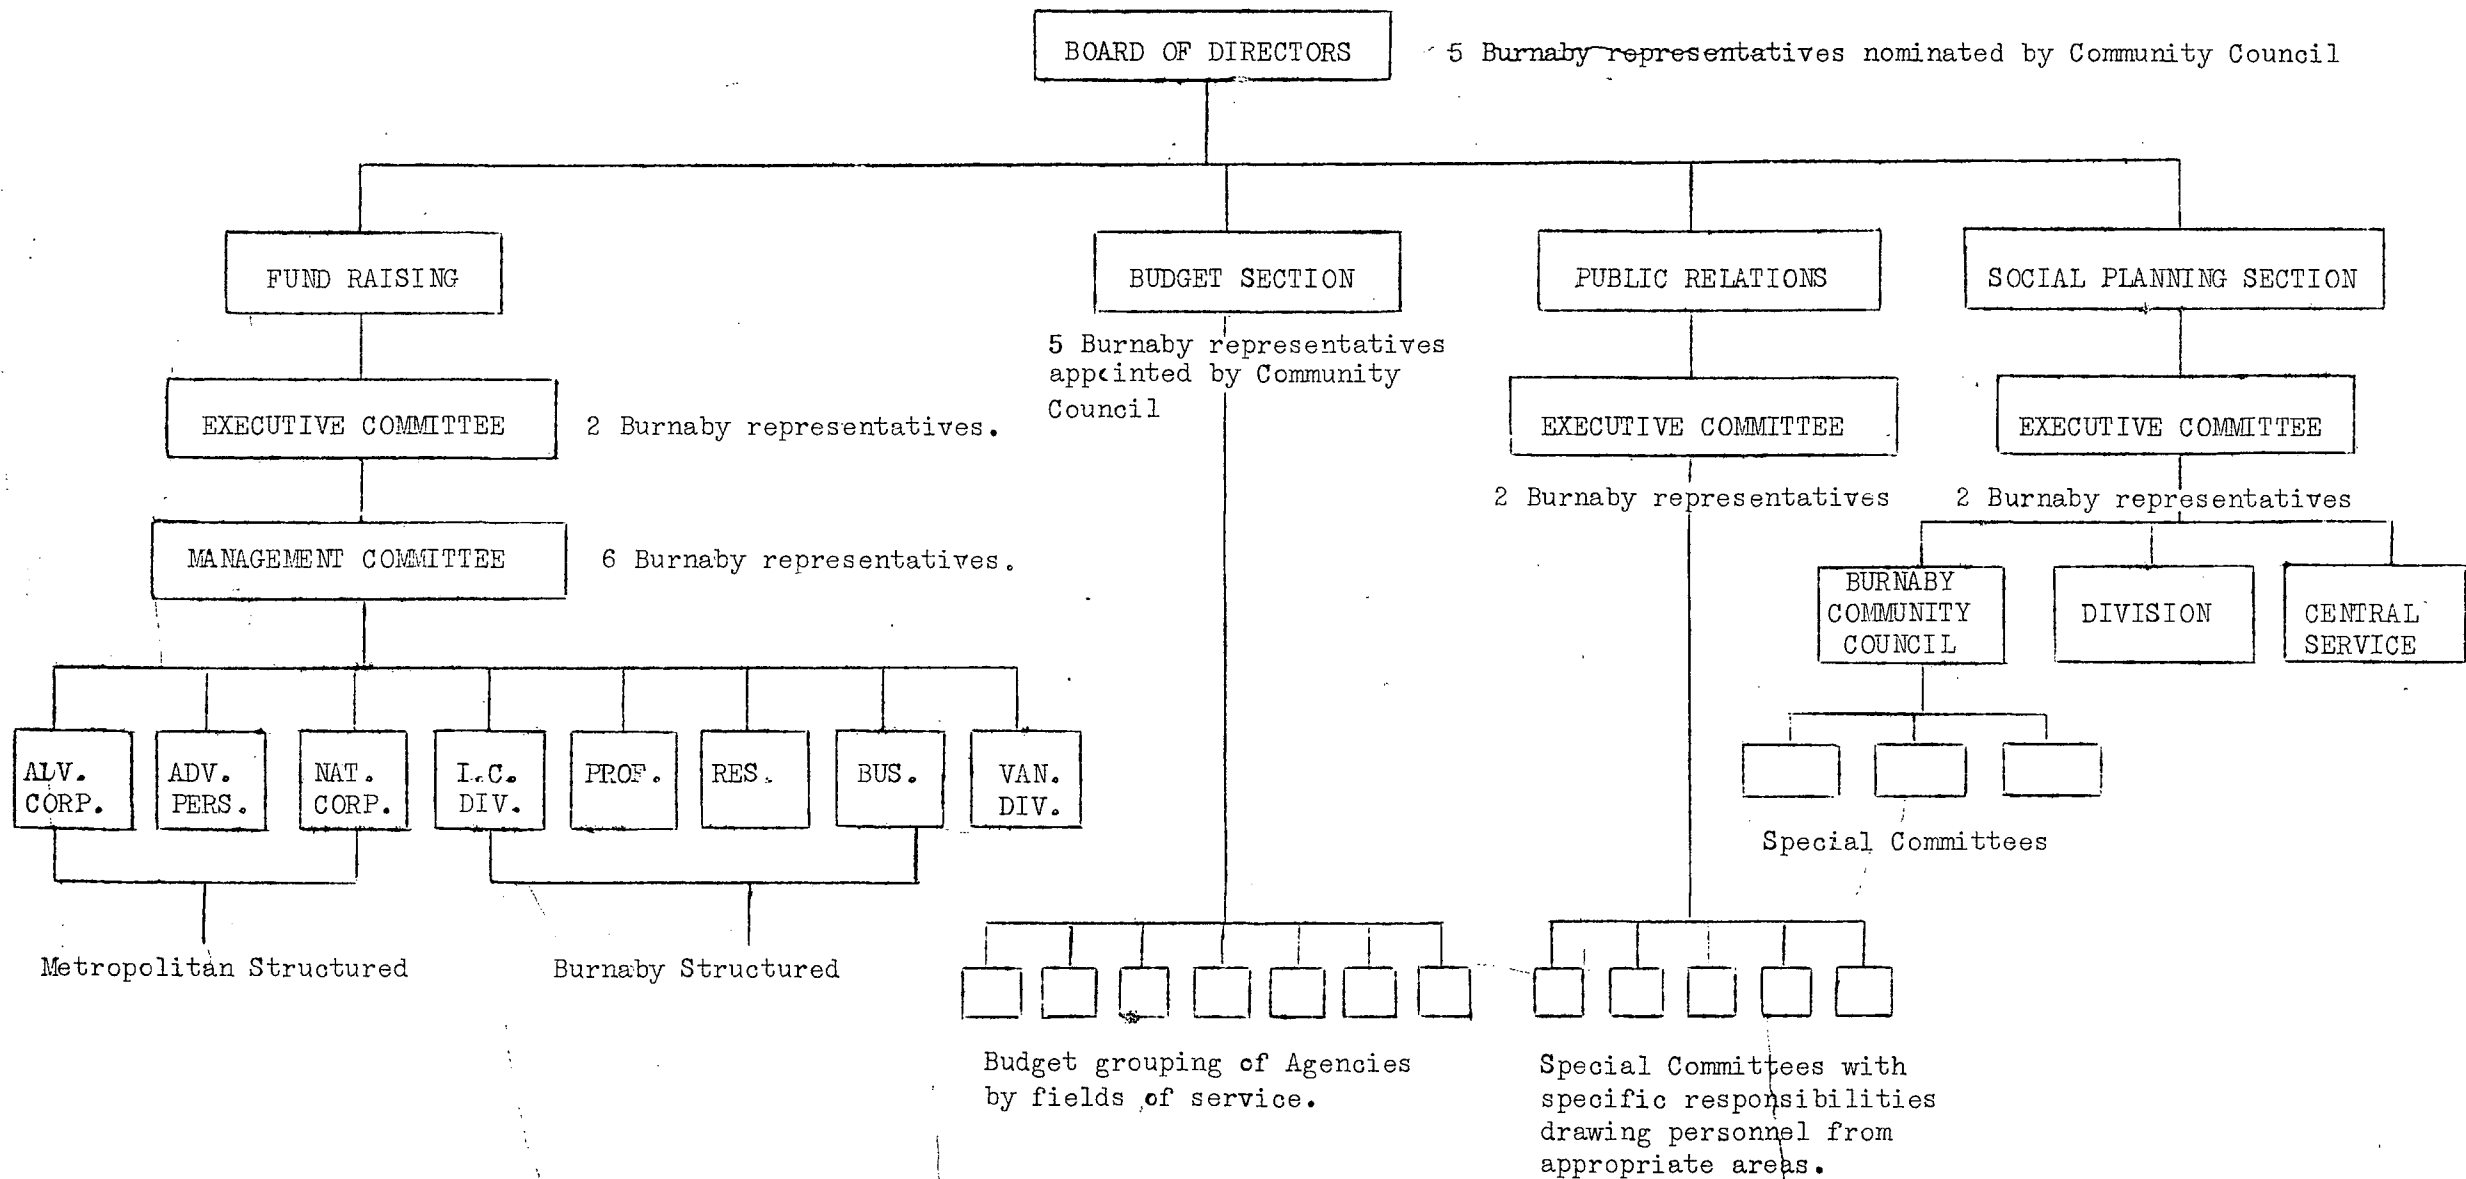 BOARD OF DIRECTORS
5 Burnaby representatives nominated by Community Council
FUND RAISING
BUDGET SECTION
PUBLIC RELATIONS
SOCIAL PLANNING SECTION
5 Burnaby representatives
appointed by Community
Council
EXECUTIVE COMMITTEE
2 Burnaby representatives.
EXECUTIVE COMMITTEE
EXECUTIVE COMMITTEE
2 Burnaby representatives
2 Burnaby representatives
MANAGEMENT COMMITTEE
6 Burnaby representatives.
BURNABY
COMMUNITY
COUNCIL
DIVISION
CENTRAL
SERVICE
ALV.
CORP.
ADV.
PERS.
NAT.
CORP.
I.C.
DIV.
PROF.
RES.
BUS.
VAN.
DIV.
Special Committees
Metropolitan Structured
Burnaby Structured
Budget grouping of Agencies
by fields of service.
Special Committees with
specific responsibilities
drawing personnel from
appropriate areas.